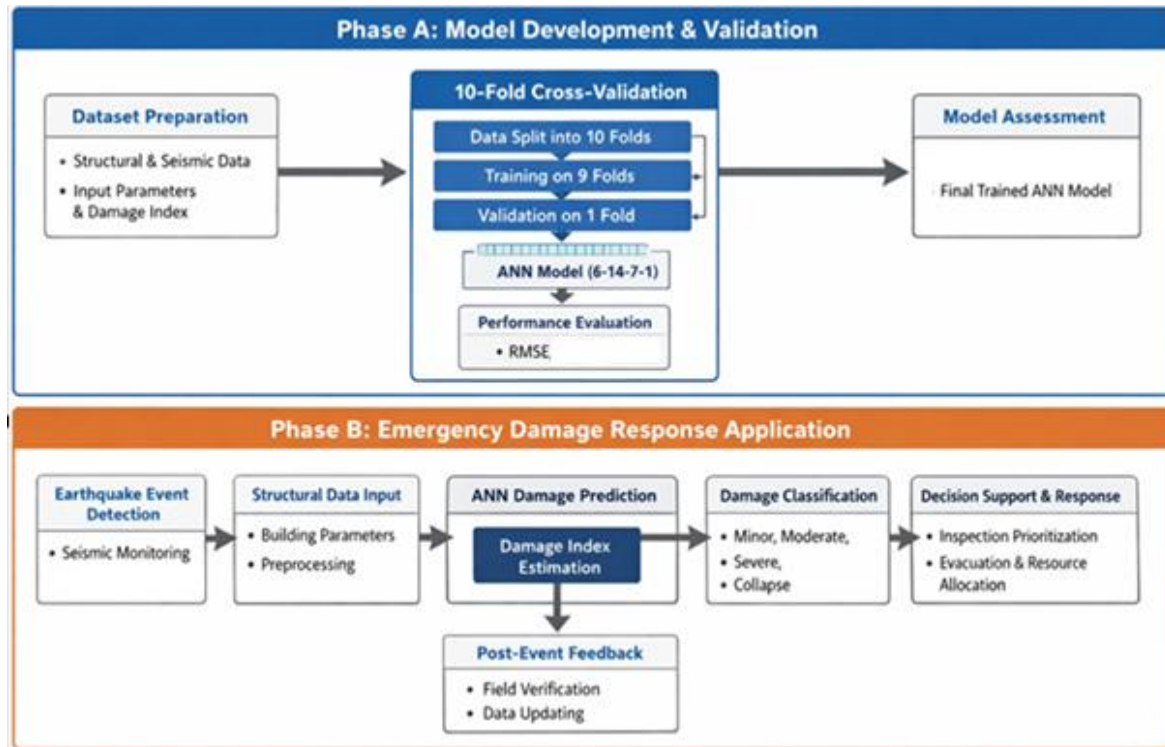 Phase A: Model Development & Validation
Dataset Preparation
• Structural & Seismic Data
• Input Parameters
& Damage Index
10-Fold Cross-Validation
Data Split into 10 Folds
Training on 9 Folds
Validation on 1 Fold
ANN Model (6-14-7-1)
Performance Evaluation
• RMSE,
Model Assessment
· Final Trained ANN Model
Phase B: Emergency Damage Response Application
Earthquake Event
Detection
• Seismic Monitoring
Structural Data Input
• Building Parameters
• Preprocessing
ANN Damage Prediction
Damage Index
Estimation
Damage Classification
• Minor, Moderate,
• Severe,
• Collapse
Decision Support & Response
• Inspection Prioritization
• Evacuation & Resource
Allocation
Post-Event Feedback
• Field Verification
• Data Updating